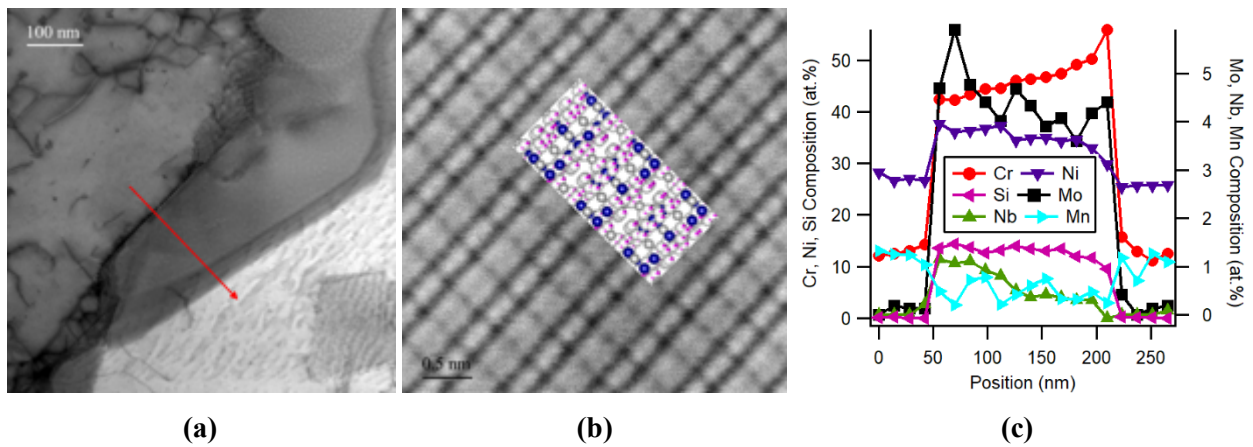 100 nm
0.5 nm
Cr, Ni, Si Composition (at.%)
50
40
30
20
10
0
Cr
Ni
Si
Mo
Nb
Mn
5
4
3
2
1
0
Mo, Nb, Mn Composition (at.%)
0
50
100
150
200
250
Position (nm)
(a)
(b)
(c)